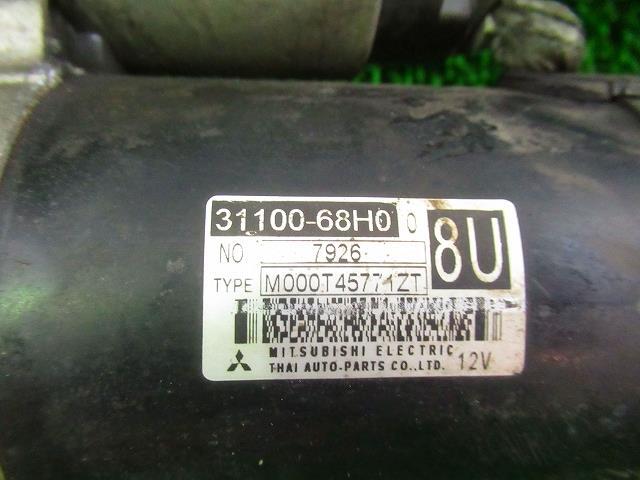 31100-68H0 0
8U
NO 7926
TYPE M000T45771ZT
MITSUBISHI ELECTRIC
THAI AUTO-PARTS CO.,LTD. 12V